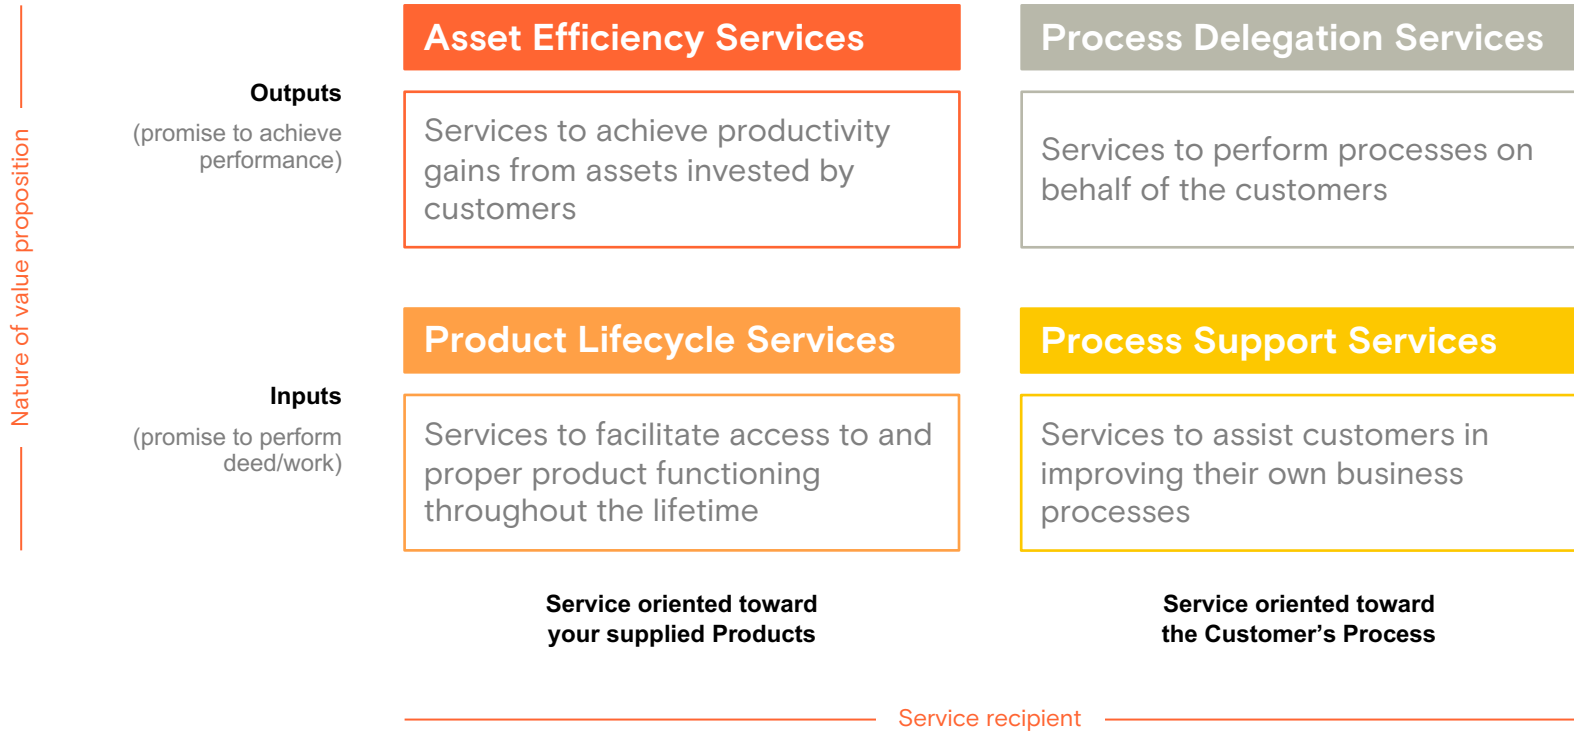 Nature of value proposition
Asset Efficiency Services
Process Delegation Services
Outputs
(promise to achieve
performance)
Services to achieve productivity
gains from assets invested by
customers
Services to perform processes on
behalf of the customers
Product Lifecycle Services
Process Support Services
Inputs
(promise to perform
deed/work)
Services to facilitate access to and
proper product functioning
throughout the lifetime
Services to assist customers in
improving their own business
processes
Service oriented toward
your supplied Products
Service oriented toward
the Customer’s Process
Service recipient